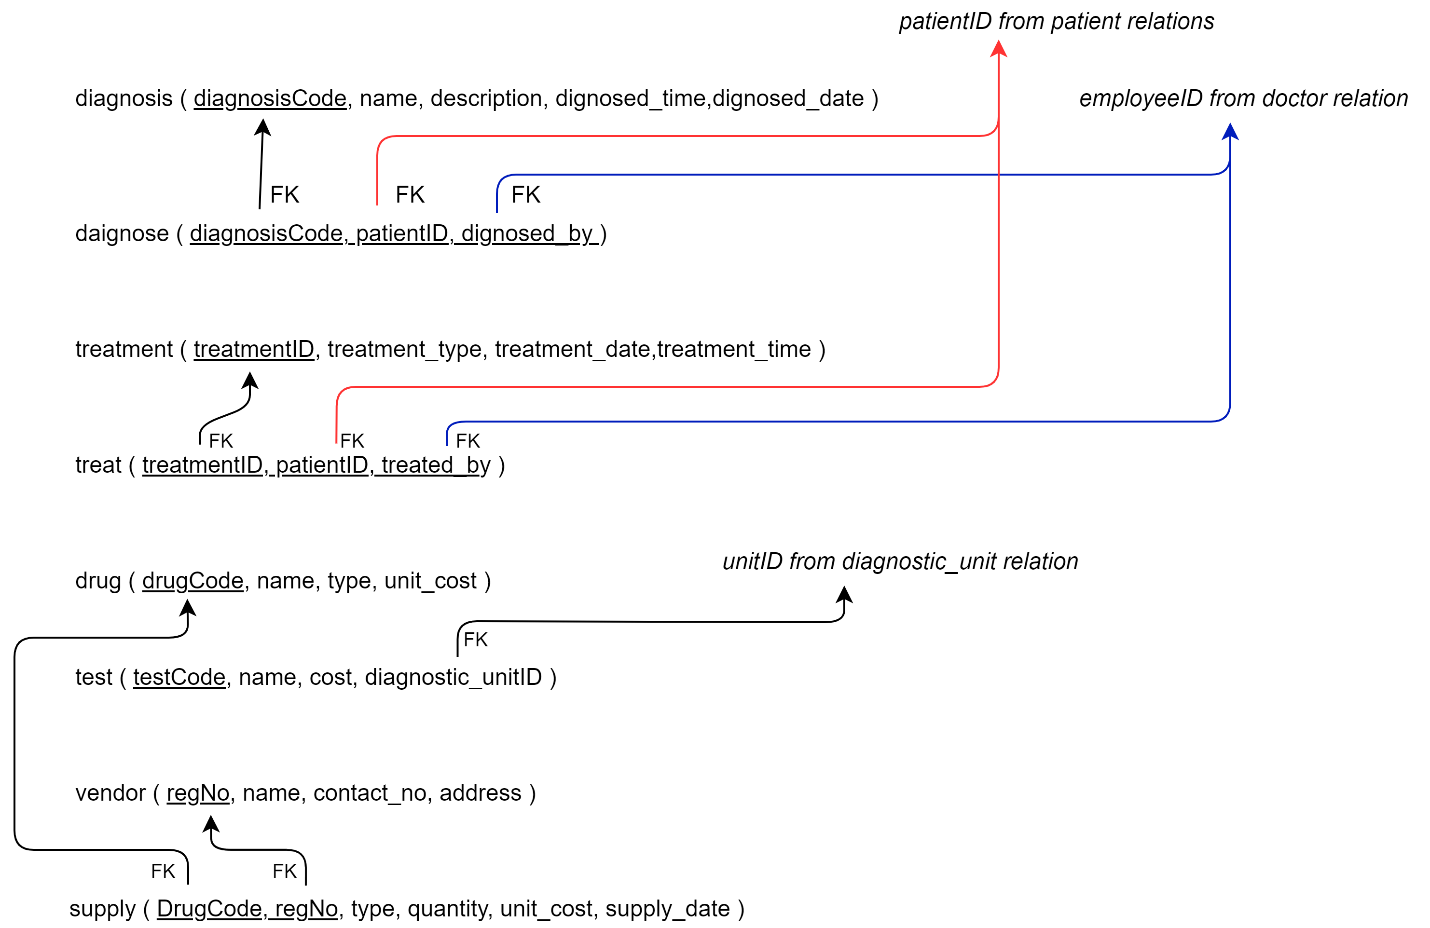 patientID from patient relations
diagnosis ( diagnosisCode, name, description, dignosed_time,dignosed_date )
employeeID from doctor relation
FK
FK
FK
daignose ( diagnosisCode, patientID, dignosed_by )
treatment ( treatmentID, treatment_type, treatment_date,treatment_time )
FK
FK
FK
treat ( treatmentID, patientID, treated_by )
unitID from diagnostic_unit relation
drug ( drugCode, name, type, unit_cost )
FK
test ( testCode, name, cost, diagnostic_unitID )
vendor ( regNo, name, contact_no, address )
FK
FK
supply ( DrugCode, regNo, type, quantity, unit_cost, supply_date )